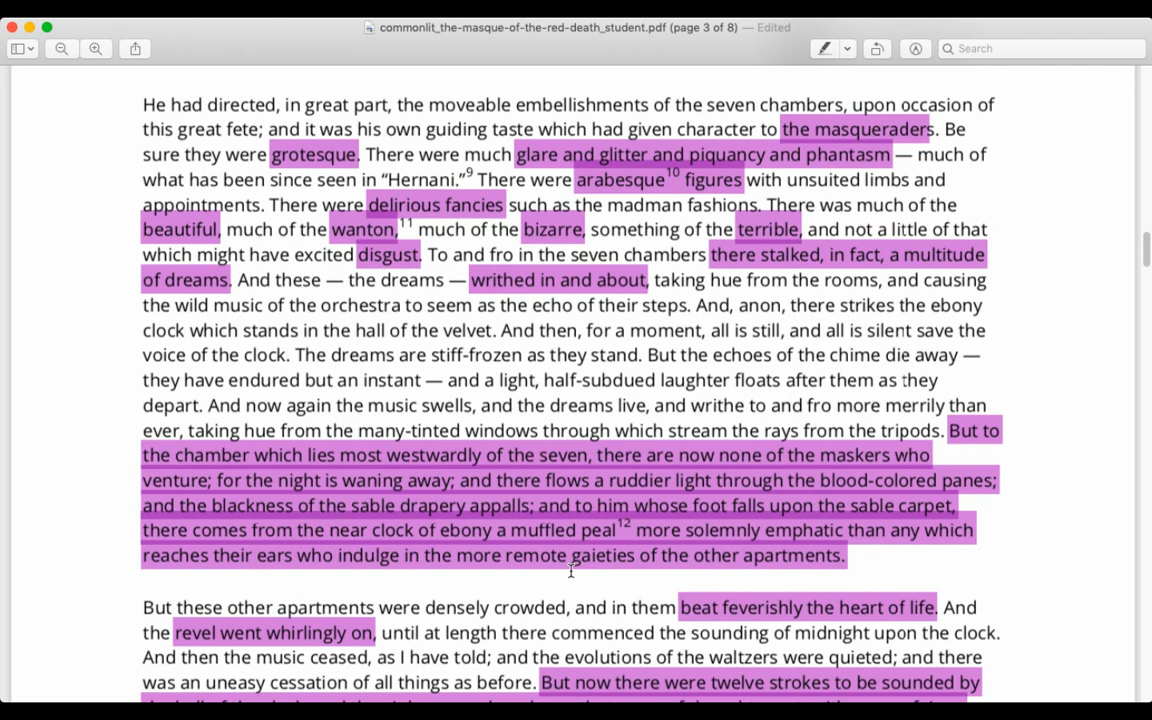 commonlit_the-masque-of-the-red-death_student.pdf (page 3 of 8) — Edited
Search
He had directed, in great part, the moveable embellishments of the seven chambers, upon occasion of
this great fete; and it was his own guiding taste which had given character to the masqueraders. Be
sure they were grotesque. There were much glare and glitter and piquancy and phantasm — much of
what has been since seen in “Hernani.”9 There were arabesque10 figures with unsuited limbs and
appointments. There were delirious fancies such as the madman fashions. There was much of the
beautiful, much of the wanton,11 much of the bizarre, something of the terrible, and not a little of that
which might have excited disgust. To and fro in the seven chambers there stalked, in fact, a multitude
of dreams. And these — the dreams — writhed in and about, taking hue from the rooms, and causing
the wild music of the orchestra to seem as the echo of their steps. And, anon, there strikes the ebony
clock which stands in the hall of the velvet. And then, for a moment, all is still, and all is silent save the
voice of the clock. The dreams are stiff-frozen as they stand. But the echoes of the chime die away —
they have endured but an instant — and a light, half-subdued laughter floats after them as they
depart. And now again the music swells, and the dreams live, and writhe to and fro more merrily than
ever, taking hue from the many-tinted windows through which stream the rays from the tripods. But to
the chamber which lies most westwardly of the seven, there are now none of the maskers who
venture; for the night is waning away; and there flows a ruddier light through the blood-colored panes;
and the blackness of the sable drapery appalls; and to him whose foot falls upon the sable carpet,
there comes from the near clock of ebony a muffled peal12 more solemnly emphatic than any which
reaches their ears who indulge in the more remote gaieties of the other apartments.
But these other apartments were densely crowded, and in them beat feverishly the heart of life. And
the revel went whirlingly on, until at length there commenced the sounding of midnight upon the clock.
And then the music ceased, as I have told; and the evolutions of the waltzers were quieted; and there
was an uneasy cessation of all things as before. But now there were twelve strokes to be sounded by